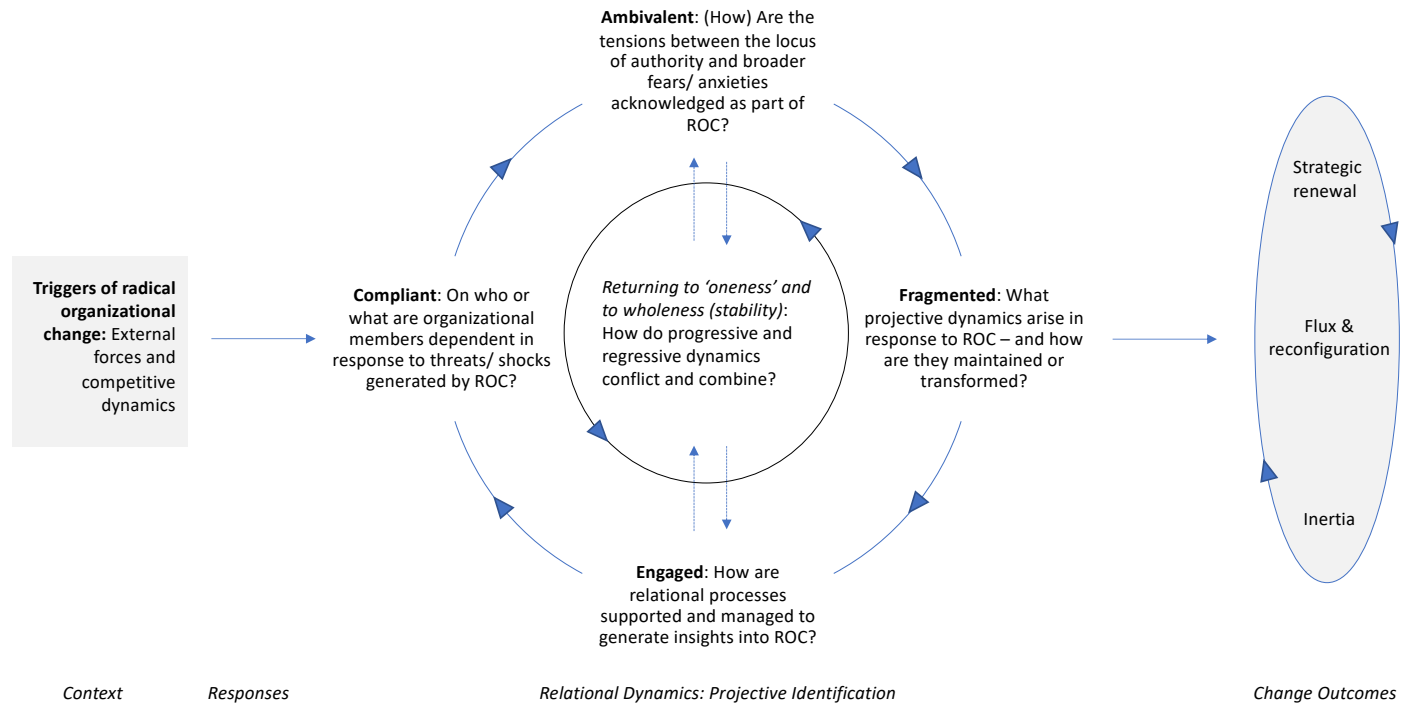 Ambivalent: (How) Are the
tensions between the locus
of authority and broader
fears/ anxieties
acknowledged as part of
ROC?
Triggers of radical
organizational
change: External
forces and
competitive
dynamics
Compliant: On who or
what are organizational
members dependent in
response to threats/ shocks
generated by ROC?
Returning to ‘oneness’ and
to wholeness (stability):
How do progressive and
regressive dynamics
conflict and combine?
Fragmented: What
projective dynamics arise in
response to ROC – and how
are they maintained or
transformed?
Strategic
renewal
Flux &
reconfiguration
Inertia
Engaged: How are
relational processes
supported and managed to
generate insights into ROC?
Context
Responses
Relational Dynamics: Projective Identification
Change Outcomes